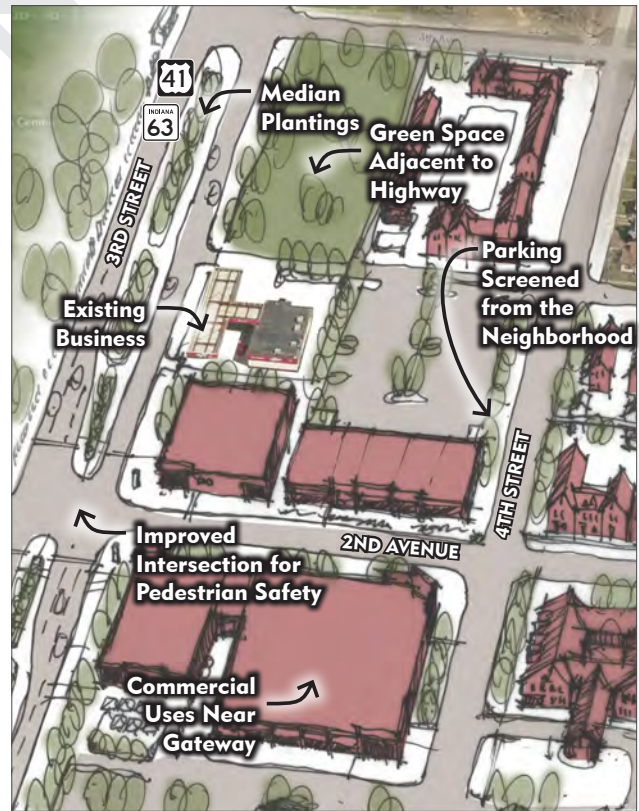 41
INDIANA
63
Median
Plantings
Green Space
Adjacent to
Highway
3RD STREET
Parking
Screened
from the
Neighborhood
Existing
Business
4TH STREET
2ND AVENUE
Improved
Intersection for
Pedestrian Safety
Commercial
Uses Near
Gateway